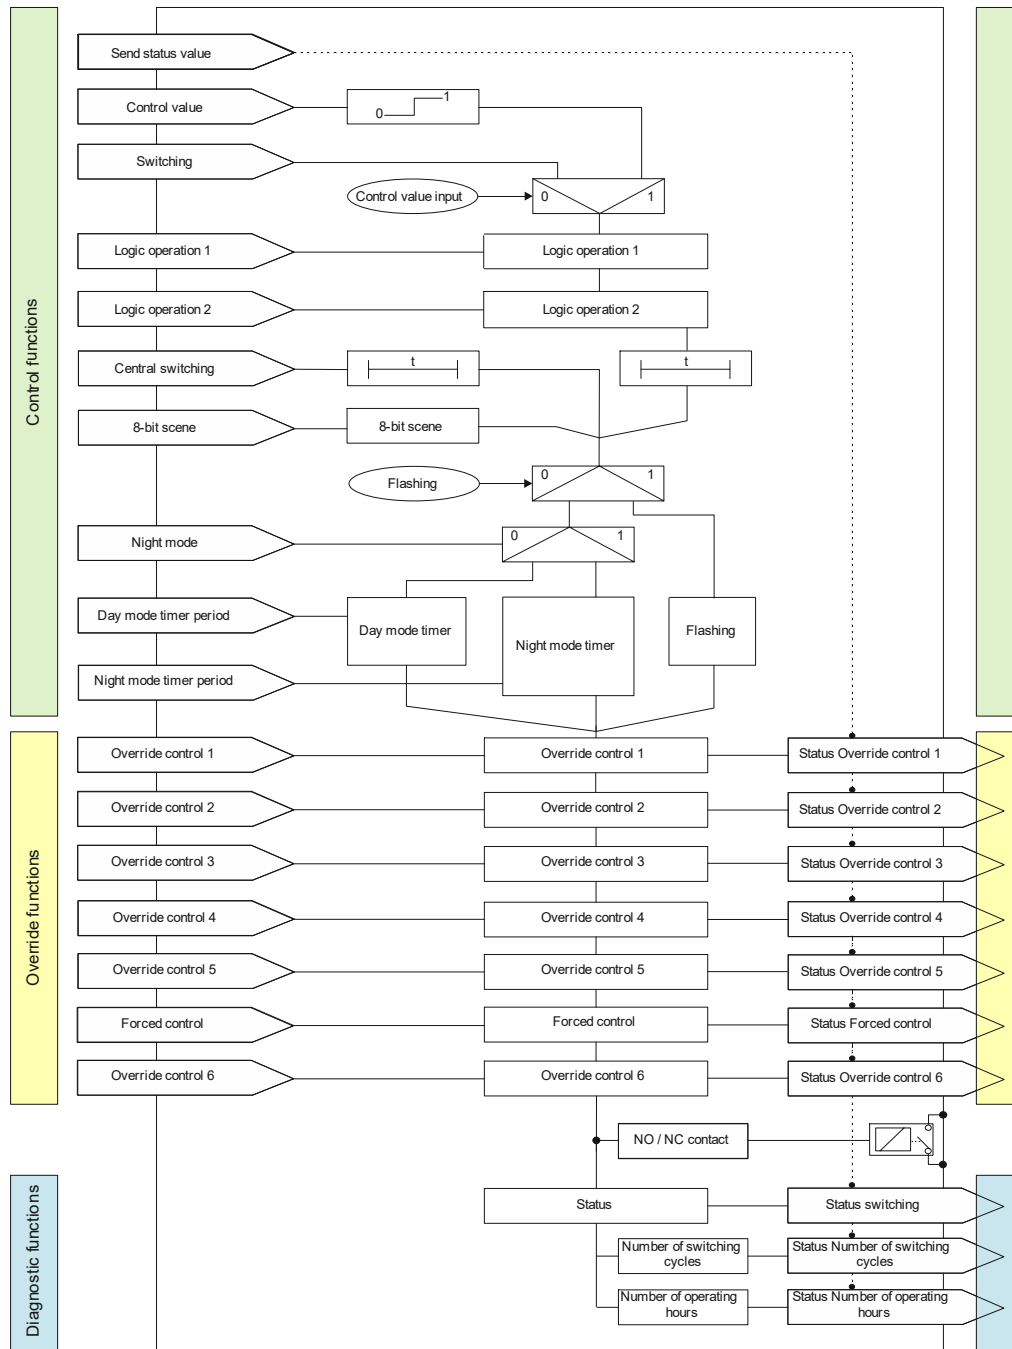 Control functions
Send status value
Control value
0
1
Switching
Control value input
0
1
Logic operation 1
Logic operation 1
Logic operation 2
Logic operation 2
Central switching
t
t
8-bit scene
8-bit scene
Flashing
0
1
Night mode
0
1
Day mode timer period
Day mode timer
Night mode timer
Flashing
Night mode timer period
Override functions
Override control 1
Override control 1
Status Override control 1
Override control 2
Override control 2
Status Override control 2
Override control 3
Override control 3
Status Override control 3
Override control 4
Override control 4
Status Override control 4
Override control 5
Override control 5
Status Override control 5
Forced control
Forced control
Status Forced control
Override control 6
Override control 6
Status Override control 6
NO / NC contact
Diagnostic functions
Status
Status switching
Number of switching
cycles
Status Number of switching
cycles
Number of operating
hours
Status Number of operating
hours